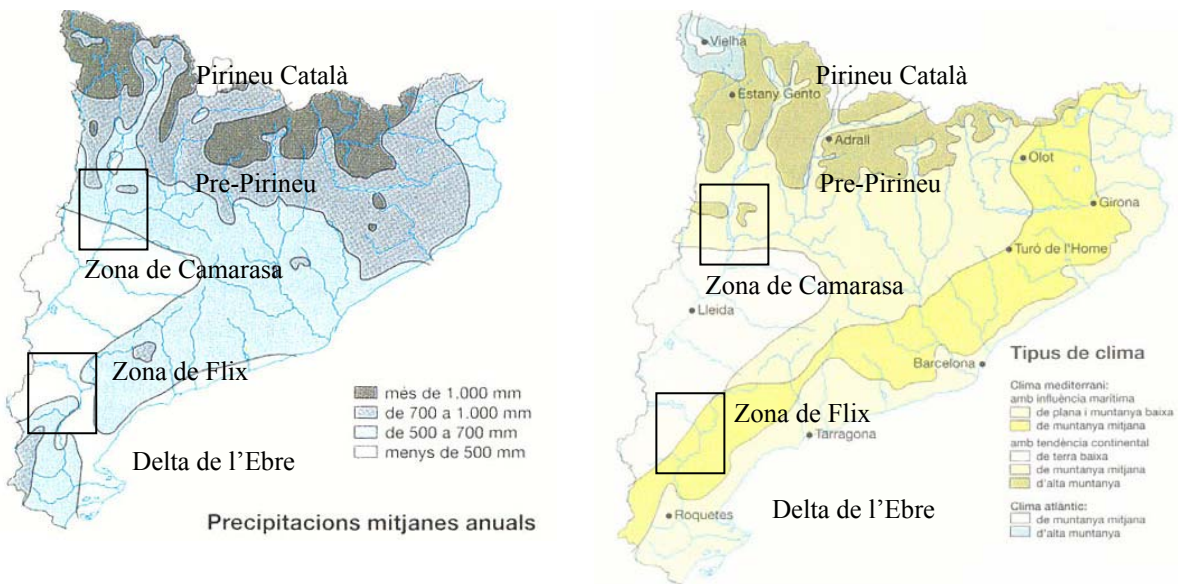 Pirineu Català
Pre-Pirineu
Zona de Camarasa
Zona de Flix
Delta de l’Ebre
més de 1.000 mm
de 700 a 1.000 mm
de 500 a 700 mm
menys de 500 mm
Precipitacions mitjanes anuals
Vielha
Pirineu Català
Estany Gento
Adrall
Olot
Pre-Pirineu
Girona
Turó de l'Home
Zona de Camarasa
Lleida
Barcelona
Zona de Flix
Tarragona
Delta de l’Ebre
Roquetes
Tipus de clima
Clima mediterrani:
amb influència marítima
de plana i muntanya baixa
de muntanya mitjana
amb tendència continental
de terra baixa
de muntanya mitjana
d'alta muntanya
Clima atlàntic:
de muntanya mitjana
d'alta muntanya